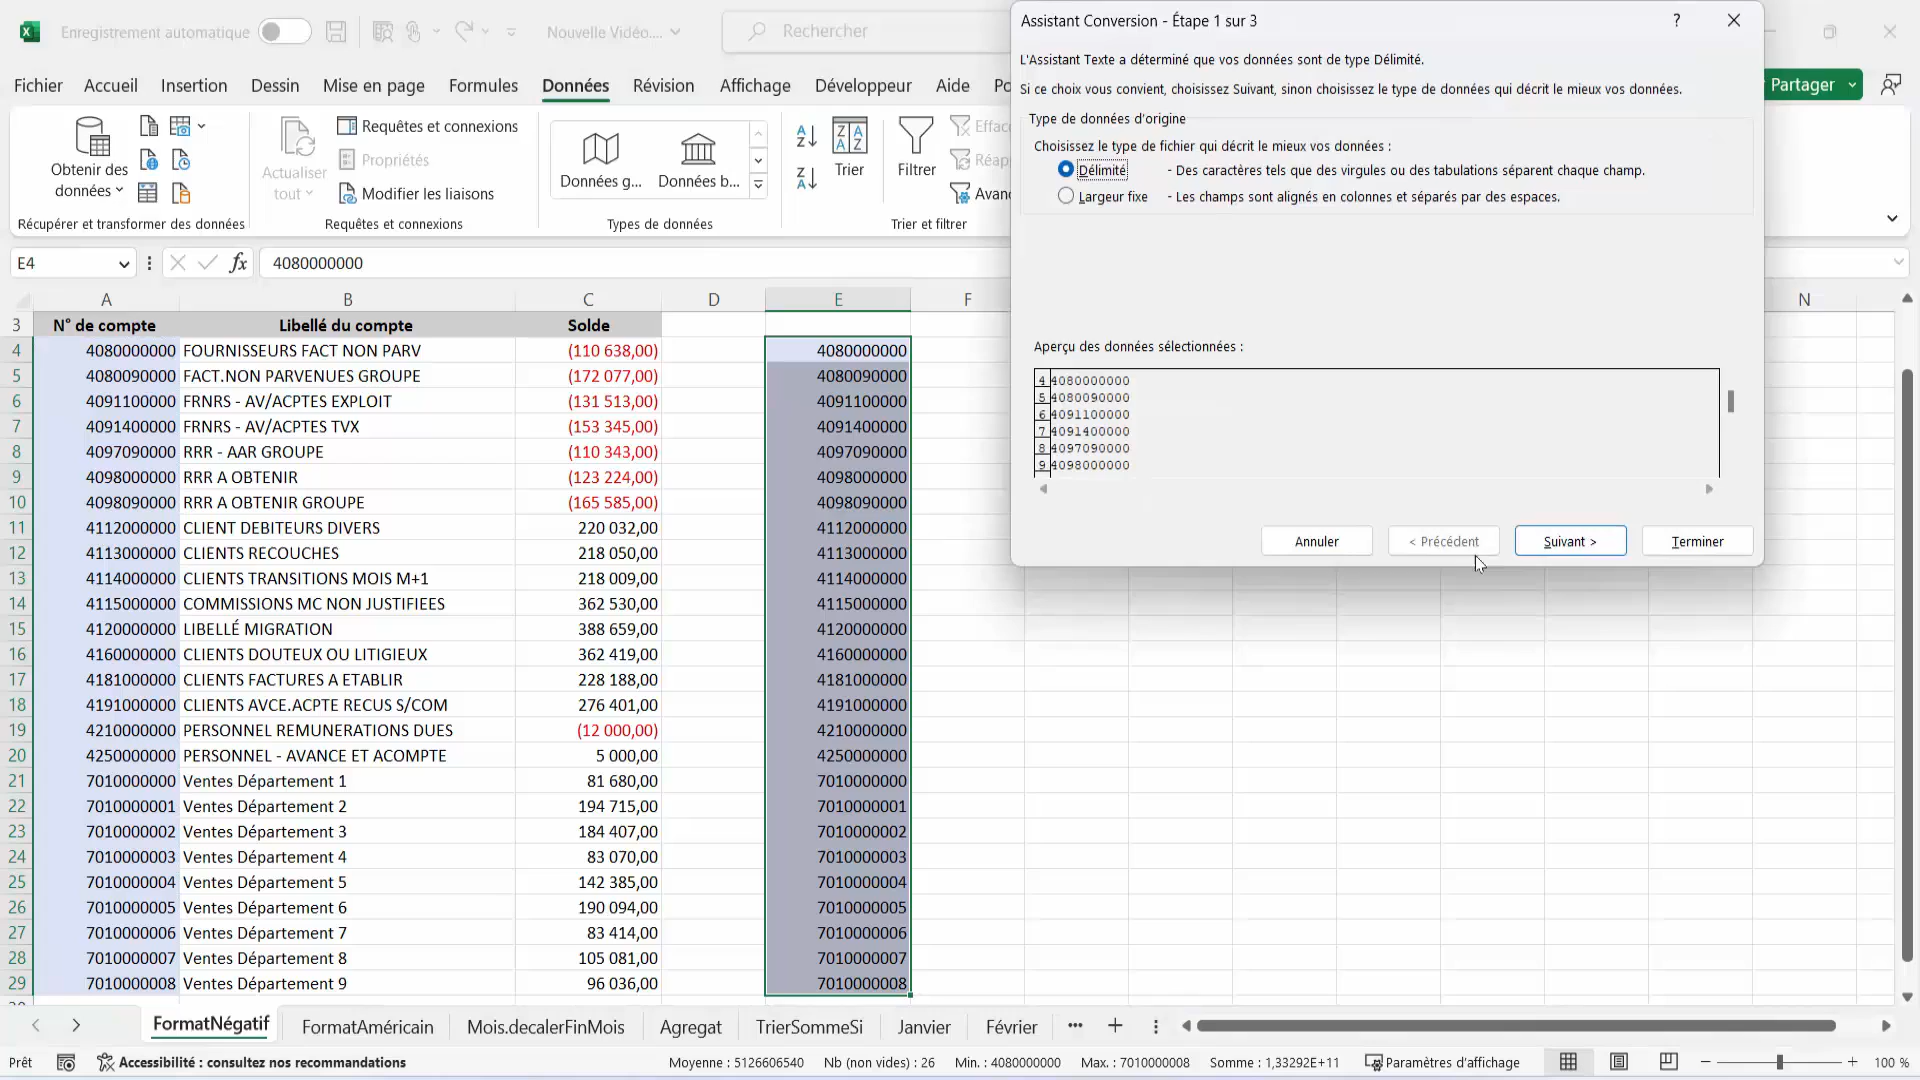 Enregistrement automatique
Nouvelle Vidéo....
Rechercher
Fichier Accueil Insertion Dessin Mise en page Formules Données Révision Affichage Développeur Aide Po
Partager
Obtenir des données
Récupérer et transformer des données
Actualiser tout
Requêtes et connexions
Propriétés
Modifier les liaisons
Requêtes et connexions
Données g...
Données b...
Types de données
Trier
Filtrer
Effac
Réap
Avanc
Trier et filtrer
Assistant Conversion - Étape 1 sur 3
?
L'Assistant Texte a déterminé que vos données sont de type Délimité.
Si ce choix vous convient, choisissez Suivant, sinon choisissez le type de données qui décrit le mieux vos données.
Type de données d'origine
Choisissez le type de fichier qui décrit le mieux vos données :
Délimité - Des caractères tels que des virgules ou des tabulations séparent chaque champ.
Largeur fixe - Les champs sont alignés en colonnes et séparés par des espaces.
Aperçu des données sélectionnées :
4 4080000000
5 4080090000
6 4091100000
7 4091400000
8 4097090000
9 4098000000
Annuler < Précédent Suivant > Terminer
E4 fx 4080000000
A B C D E F N
3 N° de compte Libellé du compte Solde
4 4080000000 FOURNISSEURS FACT NON PARV (110 638,00) 4080000000
5 4080090000 FACT.NON PARVENUES GROUPE (172 077,00) 4080090000
6 4091100000 FRNRS - AV/ACPTES EXPLOIT (131 513,00) 4091100000
7 4091400000 FRNRS - AV/ACPTES TVX (153 345,00) 4091400000
8 4097090000 RRR - AAR GROUPE (110 343,00) 4097090000
9 4098000000 RRR A OBTENIR (123 224,00) 4098000000
10 4098090000 RRR A OBTENIR GROUPE (165 585,00) 4098090000
11 4112000000 CLIENT DEBITEURS DIVERS 220 032,00 4112000000
12 4113000000 CLIENTS RECOUCHES 218 050,00 4113000000
13 4114000000 CLIENTS TRANSITIONS MOIS M+1 218 009,00 4114000000
14 4115000000 COMMISSIONS MC NON JUSTIFIEES 362 530,00 4115000000
15 4120000000 LIBELLÉ MIGRATION 388 659,00 4120000000
16 4160000000 CLIENTS DOUTEUX OU LITIGIEUX 362 419,00 4160000000
17 4181000000 CLIENTS FACTURES A ETABLIR 228 188,00 4181000000
18 4191000000 CLIENTS AVCE.ACPTE RECUS S/COM 276 401,00 4191000000
19 4210000000 PERSONNEL REMUNERATIONS DUES (12 000,00) 4210000000
20 4250000000 PERSONNEL - AVANCE ET ACOMPTE 5 000,00 4250000000
21 7010000000 Ventes Département 1 81 680,00 7010000000
22 7010000001 Ventes Département 2 194 715,00 7010000001
23 7010000002 Ventes Département 3 184 407,00 7010000002
24 7010000003 Ventes Département 4 83 070,00 7010000003
25 7010000004 Ventes Département 5 142 385,00 7010000004
26 7010000005 Ventes Département 6 190 094,00 7010000005
27 7010000006 Ventes Département 7 83 414,00 7010000006
28 7010000007 Ventes Département 8 105 081,00 7010000007
29 7010000008 Ventes Département 9 96 036,00 7010000008
FormatNégatif FormatAméricain Mois.decalerFinMois Agregat TrierSommeSi Janvier Février ...
Prêt Accessibilité : consultez nos recommandations Moyenne : 5126606540 Nb (non vides) : 26 Min. : 4080000000 Max. : 7010000008 Somme : 1,33292E+11 Paramètres d'affichage 100 %